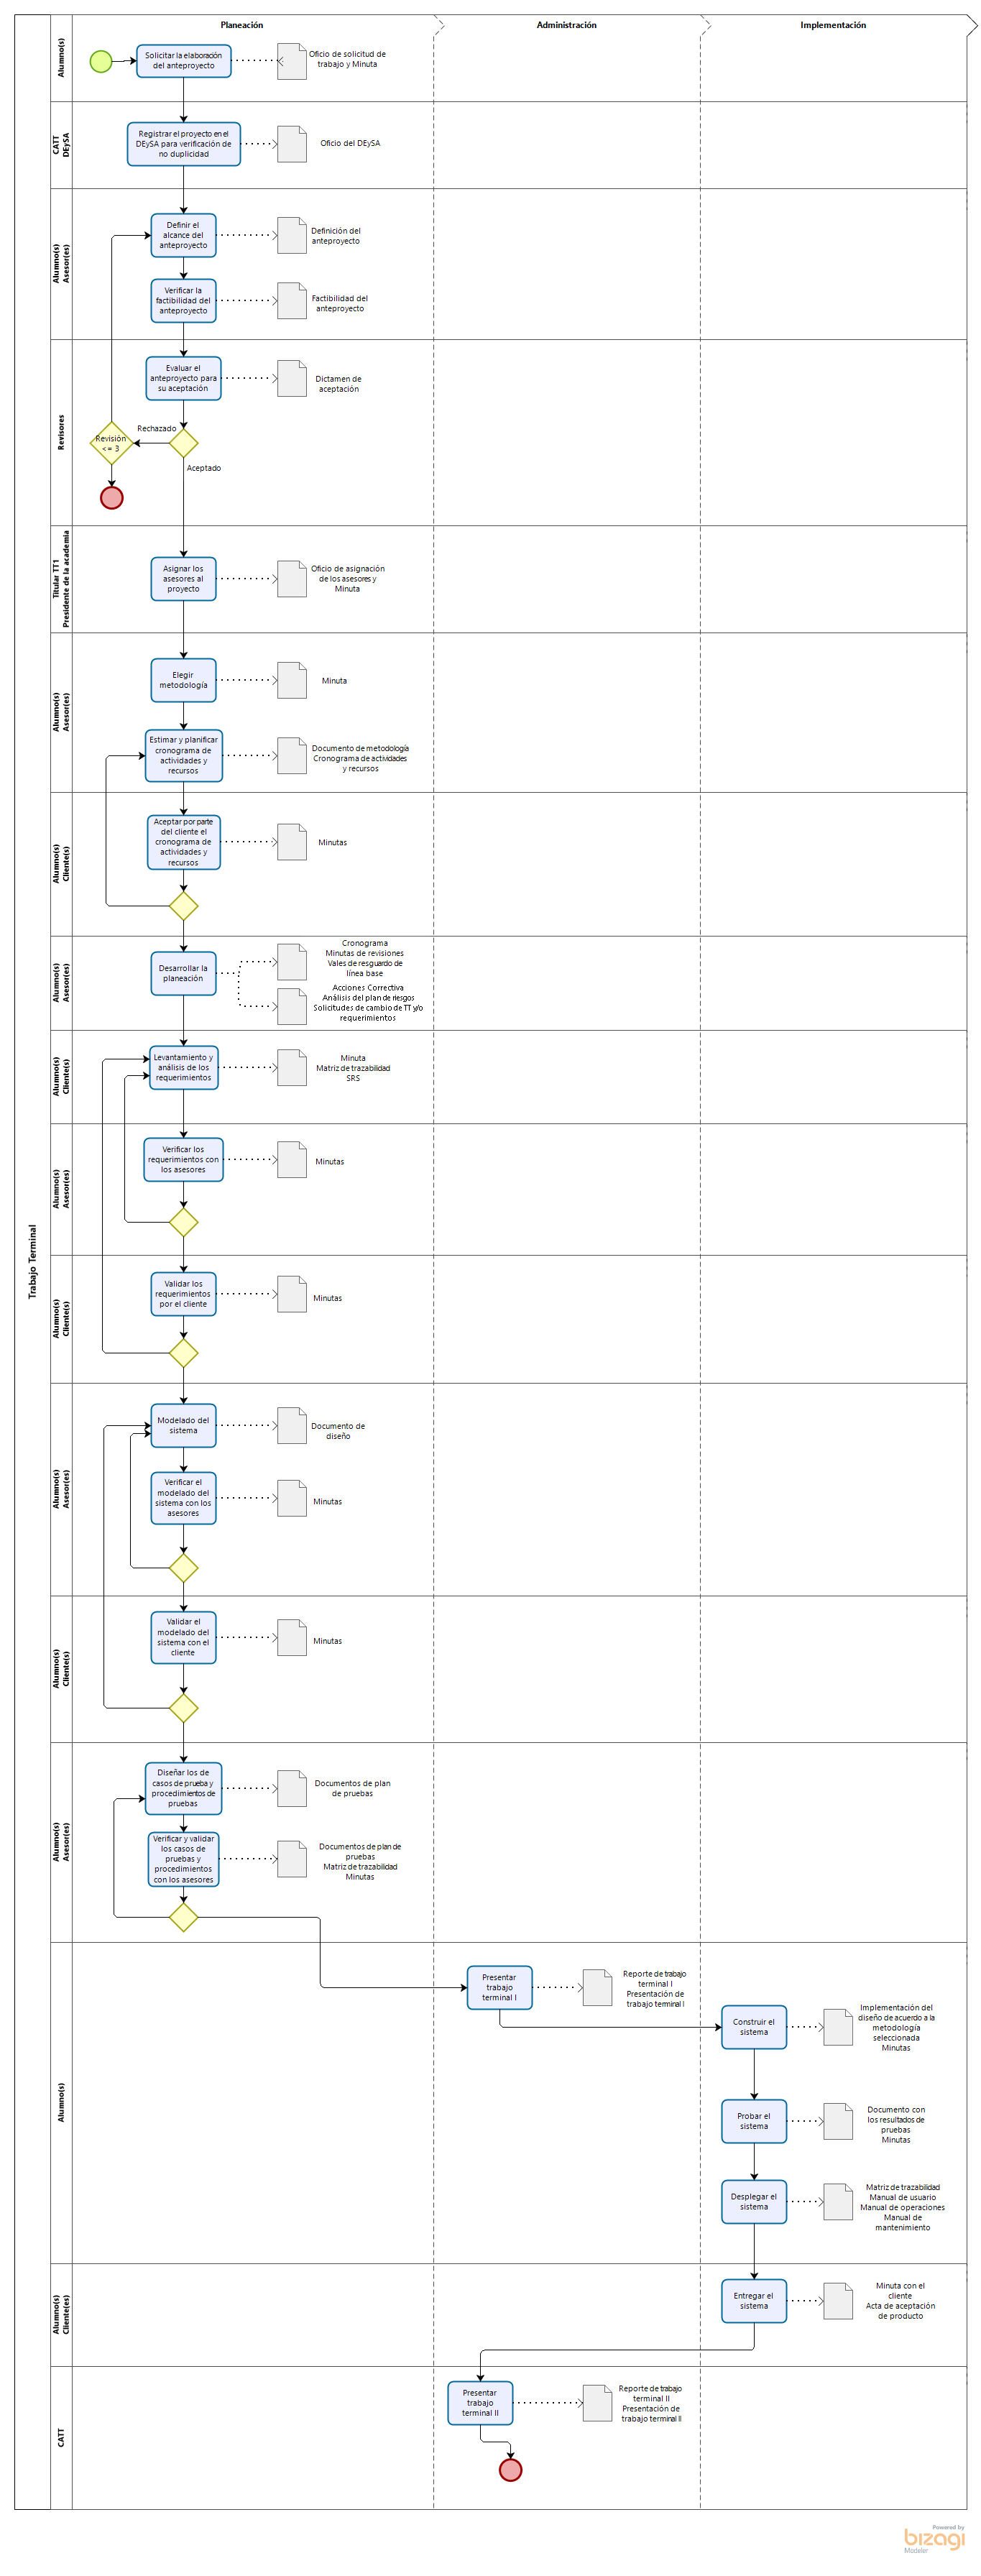 Planeación
Administración
Implementación
Trabajo Terminal
Alumno(s)
Solicitar la elaboración
del anteproyecto
Oficio de solicitud de
trabajo y Minuta
CATT
DEySA
Registrar el proyecto en el
DEySA para verificación de
no duplicidad
Oficio del DEySA
Alumno(s)
Asesor(es)
Definir el
alcance del
anteproyecto
Definición del
anteproyecto
Verificar la
factibilidad del
anteproyecto
Factibilidad del
anteproyecto
Revisores
Evaluar el
anteproyecto para
su aceptación
Dictamen de
aceptación
Rechazado
Revisión
<= 3
Aceptado
Titular TT1
Presidente de la academia
Asignar los
asesores al
proyecto
Oficio de asignación
de los asesores y
Minuta
Alumno(s)
Asesor(es)
Elegir
metodología
Minuta
Estimar y planificar
cronograma de
actividades y
recursos
Documento de metodología
Cronograma de actividades
y recursos
Alumno(s)
Cliente(s)
Aceptar por parte
del cliente el
cronograma de
actividades y
recursos
Minutas
Alumno(s)
Asesor(es)
Desarrollar la
planeación
Cronograma
Minutas de revisiones
Vales de resguardo de
línea base
Acciones Correctiva
Análisis del plan de riesgos
Solicitudes de cambio de TT y/o
requerimientos
Alumno(s)
Cliente(s)
Levantamiento y
análisis de los
requerimientos
Minuta
Matriz de trazabilidad
SRS
Alumno(s)
Asesor(es)
Verificar los
requerimientos con
los asesores
Minutas
Alumno(s)
Cliente(s)
Validar los
requerimientos
por el cliente
Minutas
Alumno(s)
Asesor(es)
Modelado del
sistema
Documento de
diseño
Verificar el
modelado del
sistema con los
asesores
Minutas
Alumno(s)
Cliente(s)
Validar el
modelado del
sistema con el
cliente
Minutas
Alumno(s)
Asesor(es)
Diseñar los de
casos de prueba y
procedimientos de
pruebas
Documentos de plan
de pruebas
Verificar y validar
los casos de
pruebas y
procedimientos
con los asesores
Documentos de plan de
pruebas
Matriz de trazabilidad
Minutas
Alumno(s)
Presentar
trabajo
terminal I
Reporte de trabajo
terminal I
Presentación de
trabajo terminal I
Construir el
sistema
Implementación del
diseño de acuerdo a la
metodología
seleccionada
Minutas
Probar el
sistema
Documento con
los resultados de
pruebas
Minutas
Desplegar el
sistema
Matriz de trazabilidad
Manual de usuario
Manual de operaciones
Manual de
mantenimiento
Alumno(s)
Cliente(es)
Entregar el
sistema
Minuta con el
cliente
Acta de aceptación
de producto
CATT
Presentar
trabajo
terminal II
Reporte de trabajo
terminal II
Presentación de
trabajo terminal II
Powered by
bizagi
Modeler